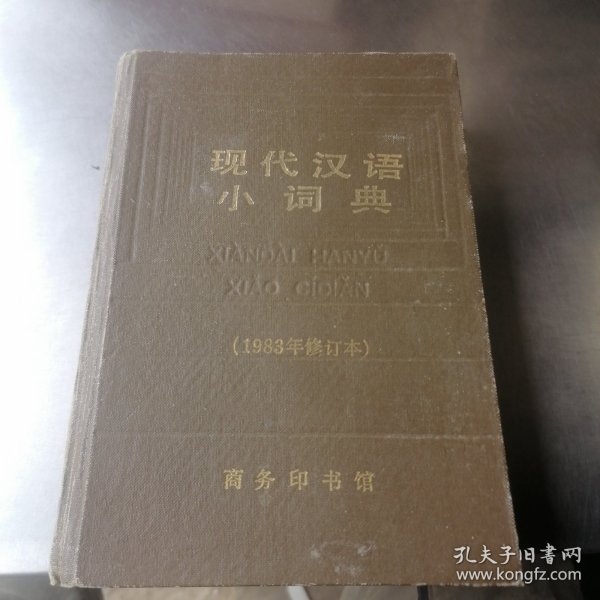 现代汉语
小词典
XIANDAI HANYU
XIAO CIDIAN
(1983年修订本)
商务印书馆
孔夫子旧书网
www.kongfz.com